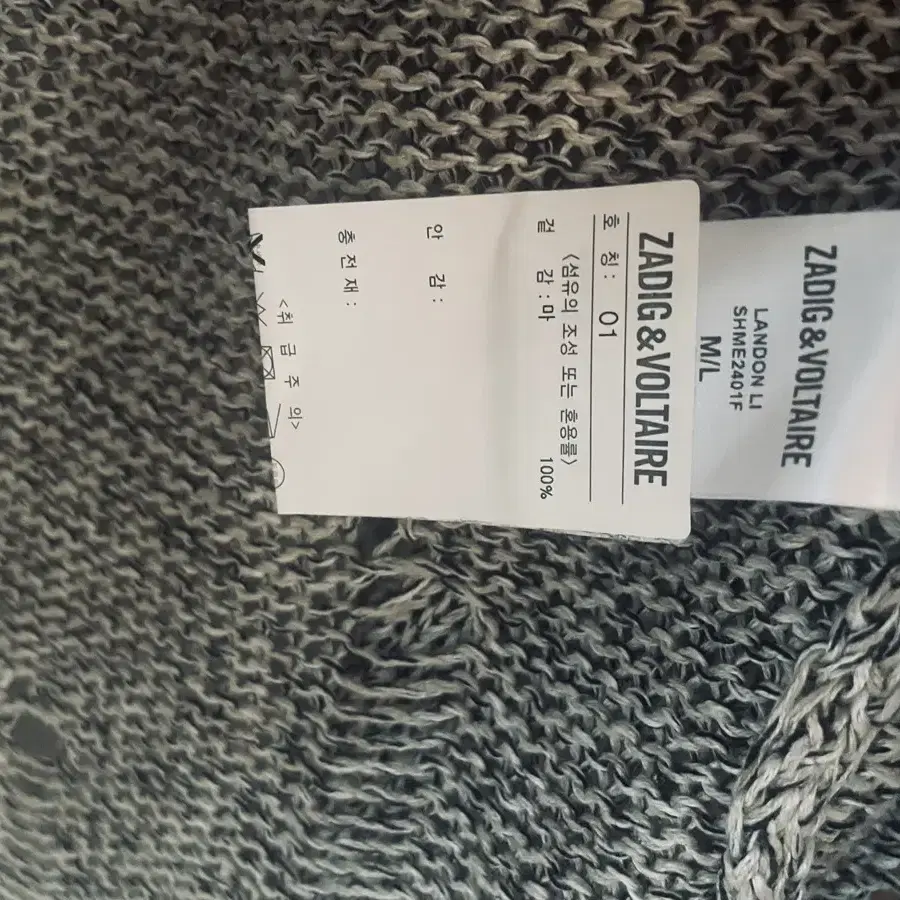 ZADIG & VOLTAIRE
호 칭 : 01
<섬유의 조성 또는 혼용률>
겉 감 : 마 100%
안 감 :
충 전 재 :
<취 급 주 의>
ZADIG & VOLTAIRE
LANDON LI
SHME2401F
M/L